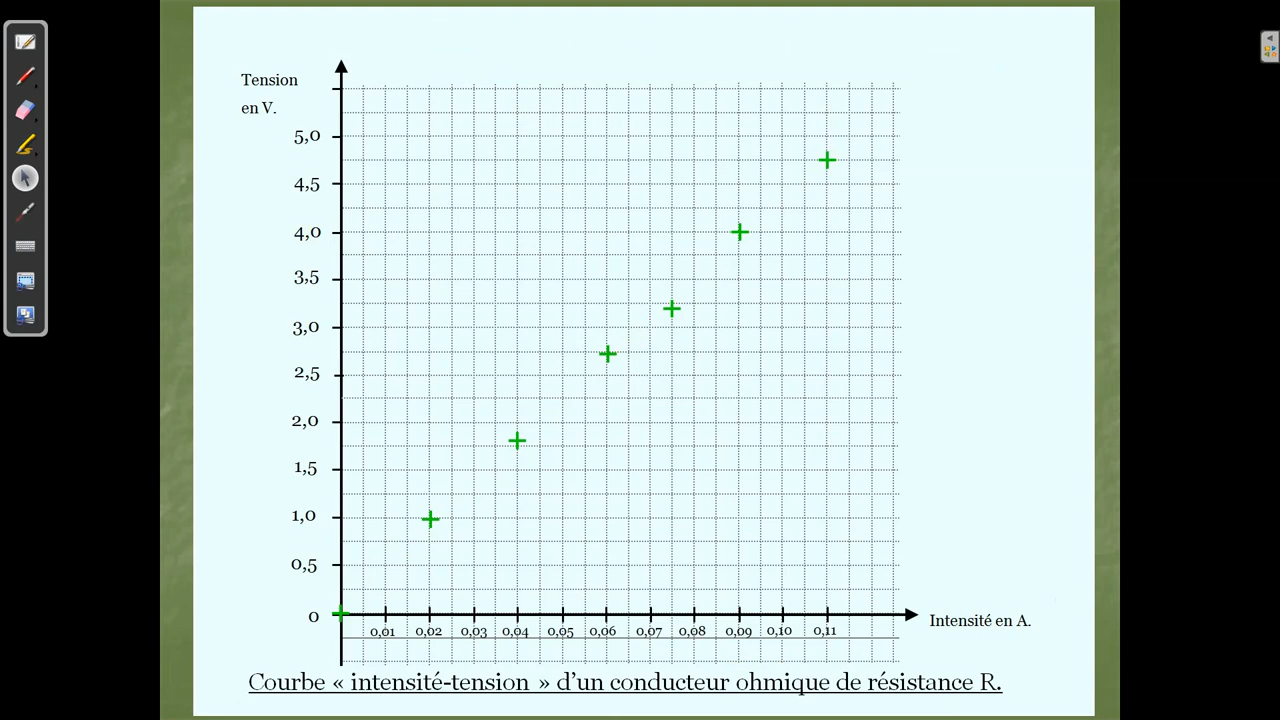 Tension
en V.
5,0
4,5
4,0
3,5
3,0
2,5
2,0
1,5
1,0
0,5
0
0,01 0,02 0,03 0,04 0,05 0,06 0,07 0,08 0,09 0,10 0,11
Intensité en A.
Courbe « intensité-tension » d’un conducteur ohmique de résistance R.